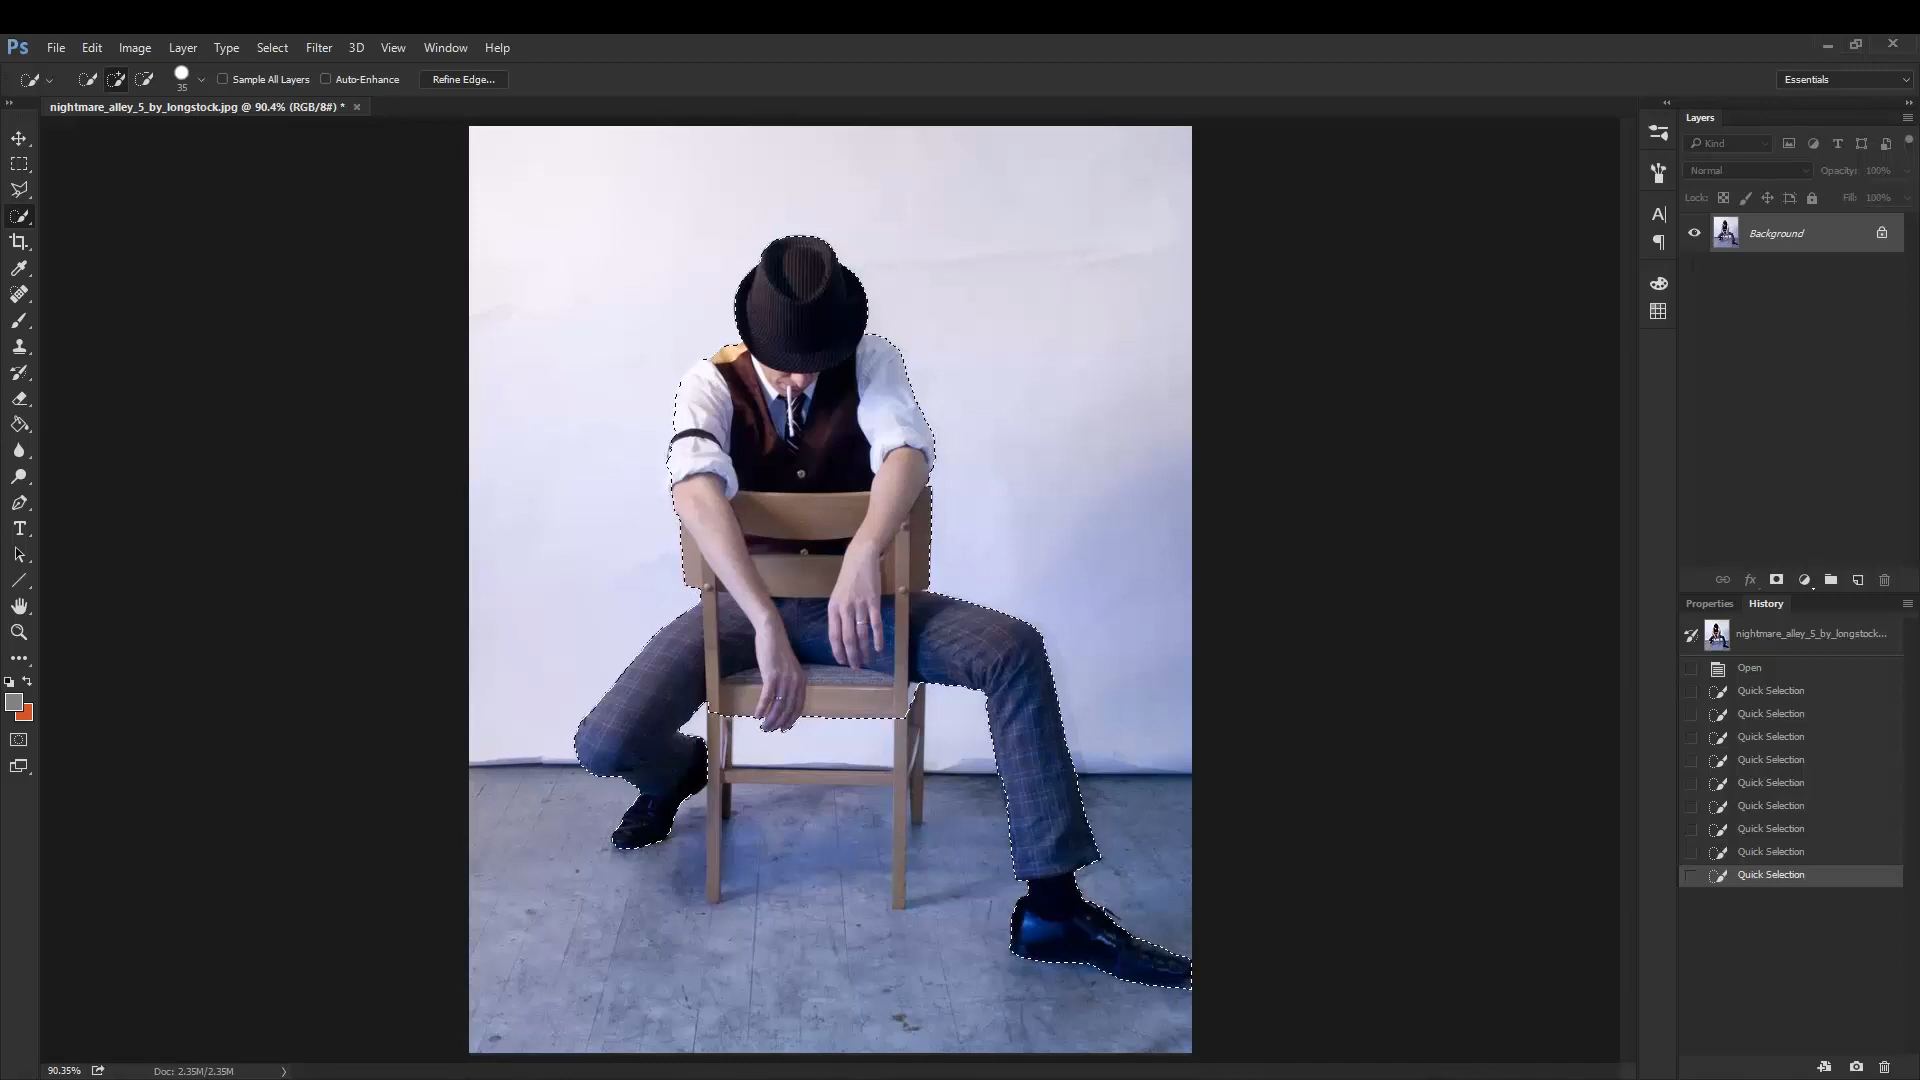 Ps File Edit Image Layer Type Select Filter 3D View Window Help
35 Sample All Layers Auto-Enhance Refine Edge... Essentials
nightmare_alley_5_by_longstock.jpg @ 90.4% (RGB/8#) *
Layers
Kind
Normal Opacity: 100%
Lock: Fill: 100%
Background
fx
Properties History
nightmare_alley_5_by_longstock...
Open
Quick Selection
Quick Selection
Quick Selection
Quick Selection
Quick Selection
Quick Selection
Quick Selection
Quick Selection
Quick Selection
90.35% Doc: 2.35M/2.35M